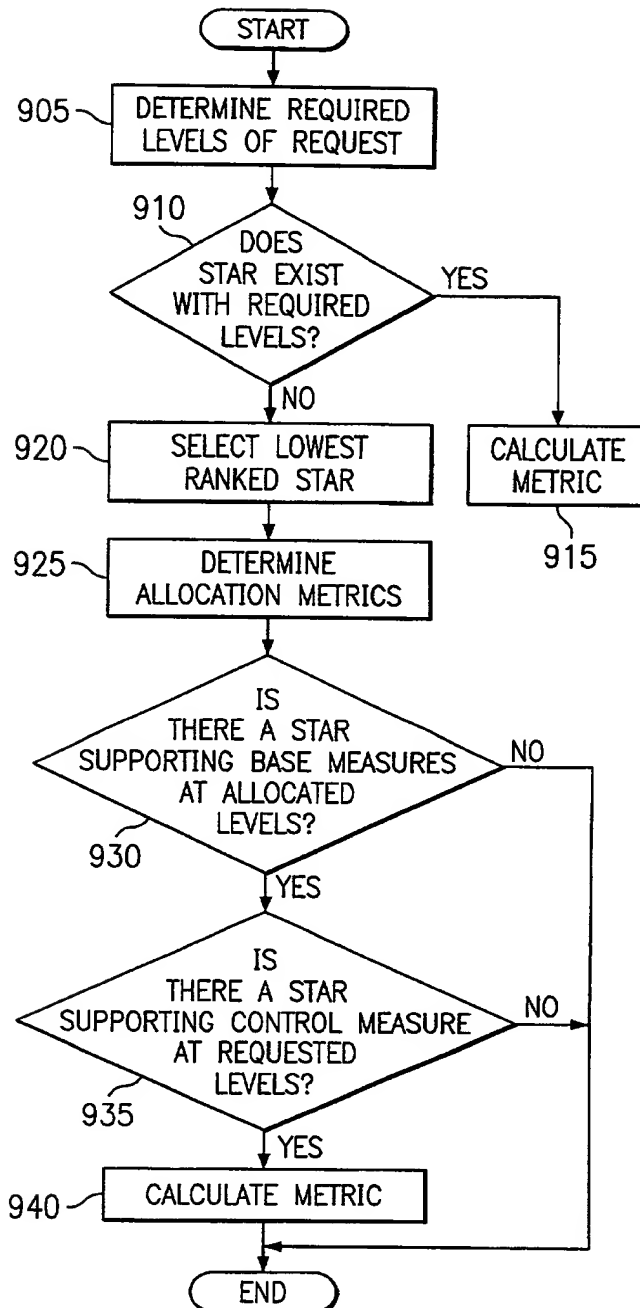 START
905
DETERMINE REQUIRED
LEVELS OF REQUEST
910
DOES
STAR EXIST
WITH REQUIRED
LEVELS?
YES
NO
920
SELECT LOWEST
RANKED STAR
CALCULATE
METRIC
915
925
DETERMINE
ALLOCATION METRICS
IS
THERE A STAR
SUPPORTING BASE MEASURES
AT ALLOCATED
LEVELS?
NO
930
YES
IS
THERE A STAR
SUPPORTING CONTROL MEASURE
AT REQUESTED
LEVELS?
NO
935
YES
940
CALCULATE METRIC
END